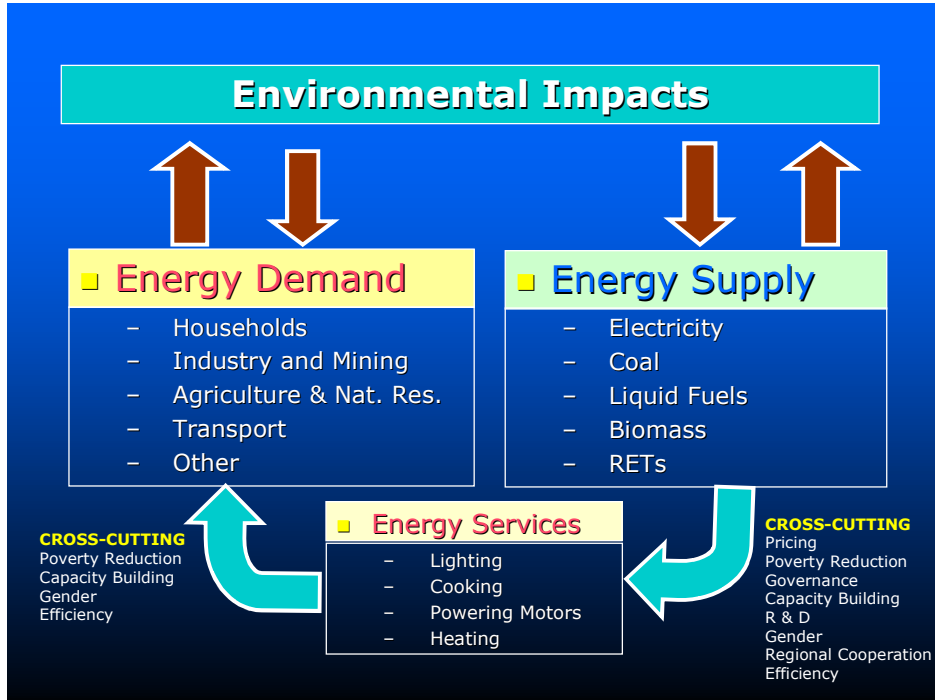 Environmental Impacts
Energy Demand
– Households
– Industry and Mining
– Agriculture & Nat. Res.
– Transport
– Other
Energy Supply
– Electricity
– Coal
– Liquid Fuels
– Biomass
– RETs
Energy Services
– Lighting
– Cooking
– Powering Motors
– Heating
CROSS-CUTTING
Poverty Reduction
Capacity Building
Gender
Efficiency
CROSS-CUTTING
Pricing
Poverty Reduction
Governance
Capacity Building
R & D
Gender
Regional Cooperation
Efficiency